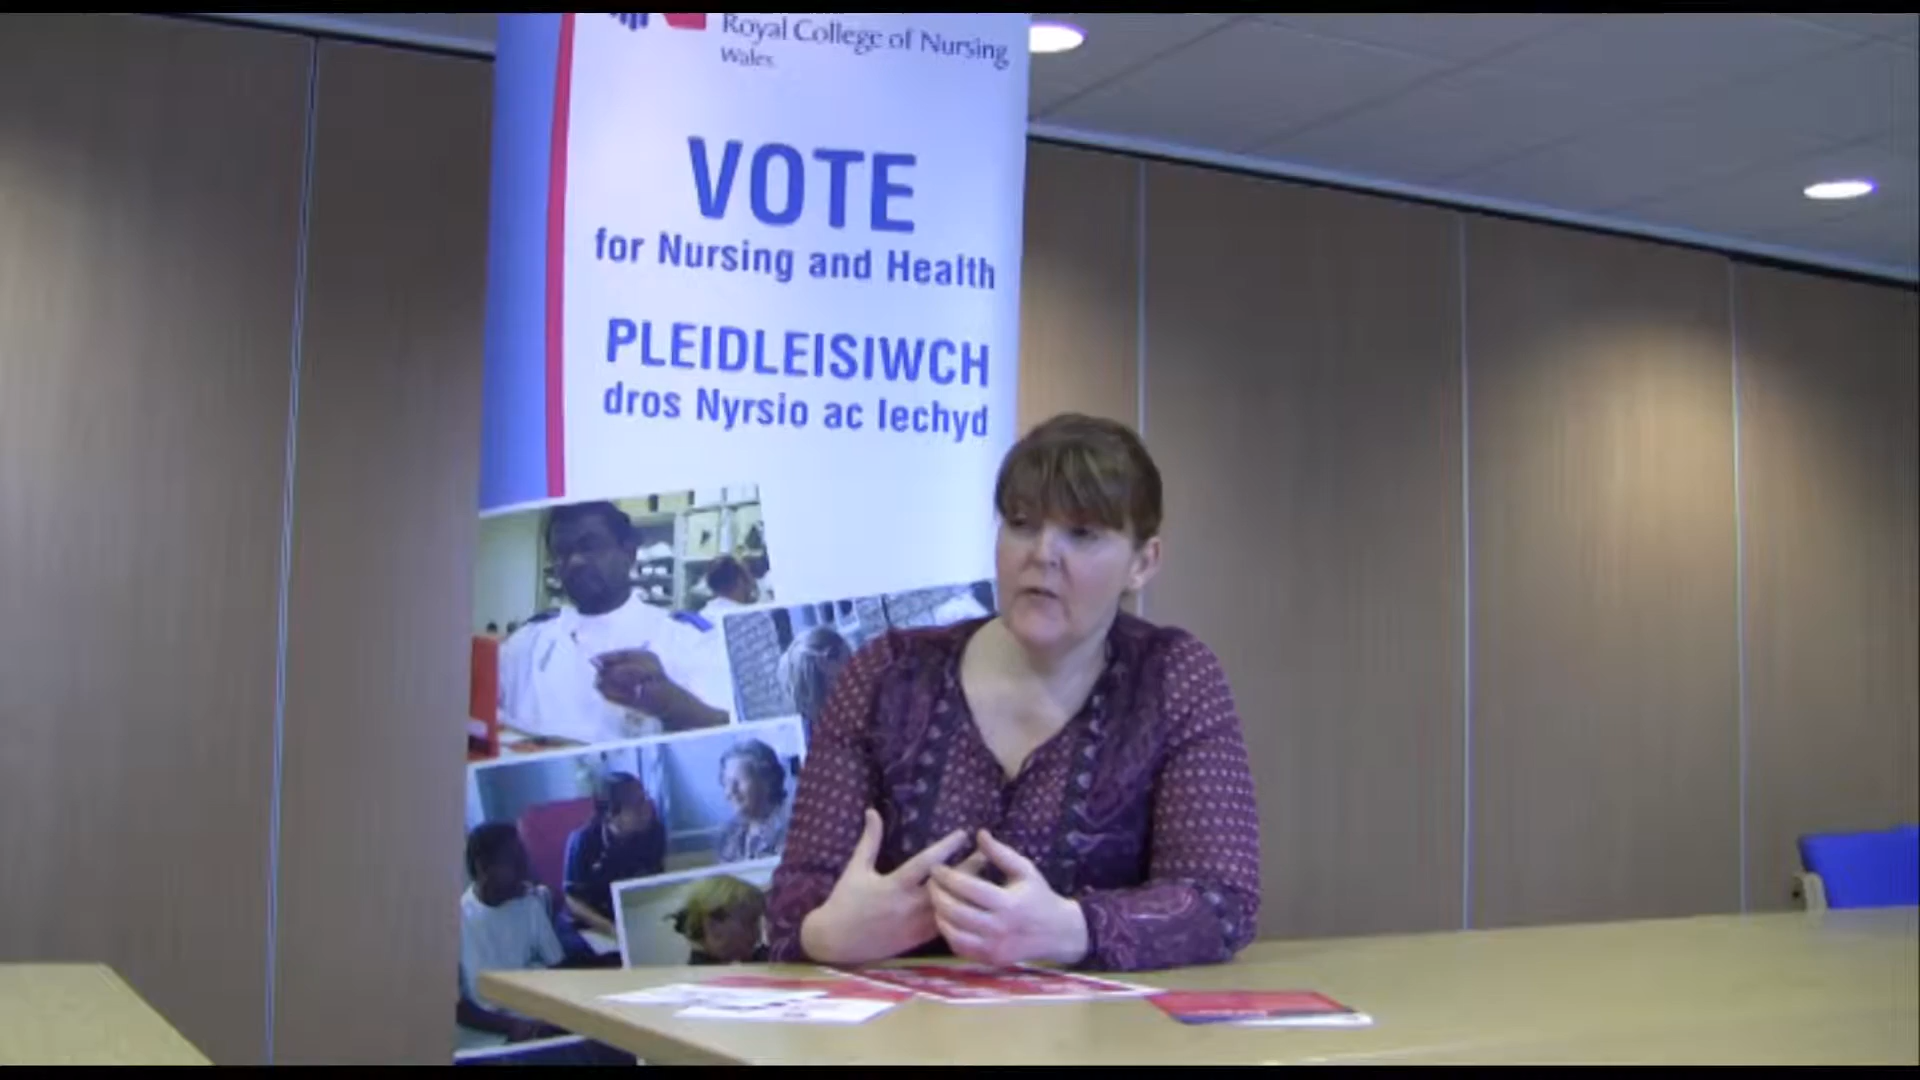 Royal College of Nursing
Wales
VOTE
for Nursing and Health
PLEIDLEISIWCH
dros Nyrsio ac Iechyd